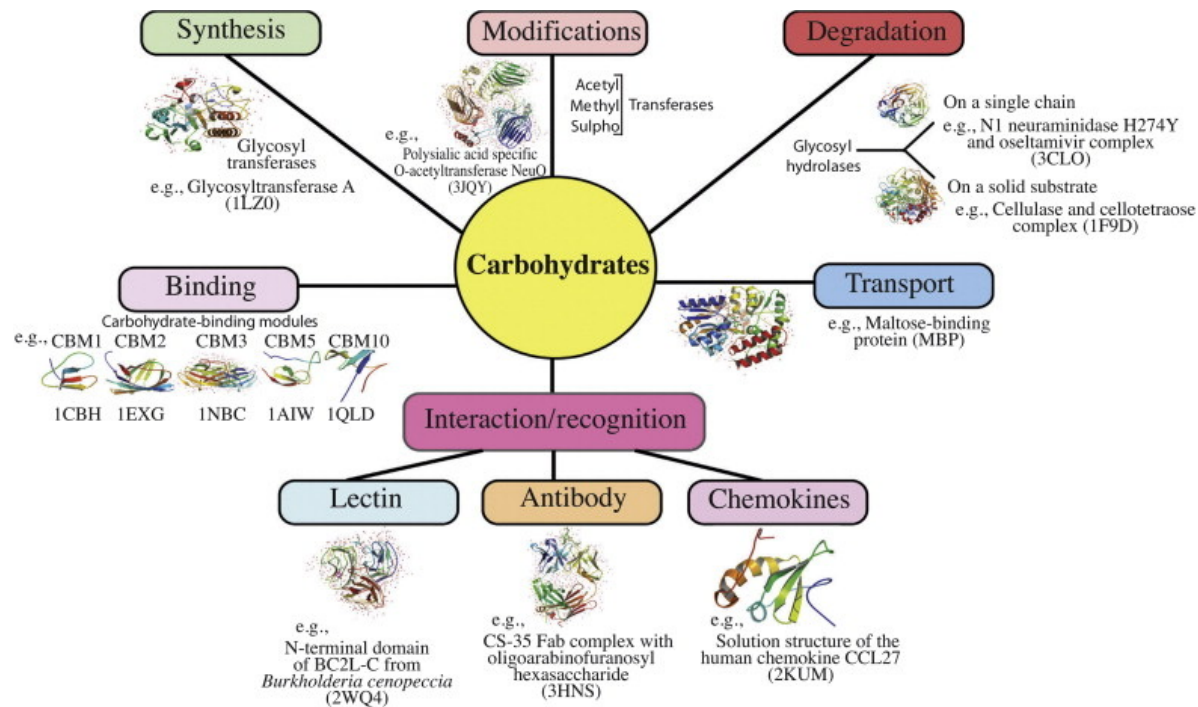 Synthesis
Glycosyl
transferases
e.g., Glycosyltransferase A
(1LZ0)
Modifications
Acetyl
Methyl
Sulpho
Transferases
e.g.,
Polysialic acid specific
O-acetyltransferase NeuO
(3JQY)
Degradation
Glycosyl
hydrolases
On a single chain
e.g., N1 neuraminidase H274Y
and oseltamivir complex
(3CLO)
On a solid substrate
e.g., Cellulase and cellotetraose
complex (1F9D)
Carbohydrates
Binding
Carbohydrate-binding modules
e.g., CBM1 CBM2 CBM3 CBM5 CBM10
1CBH 1EXG 1NBC 1AIW 1QLD
Transport
e.g., Maltose-binding
protein (MBP)
Interaction/recognition
Lectin
e.g.,
N-terminal domain
of BC2L-C from
Burkholderia cenopeccia
(2WQ4)
Antibody
e.g.,
CS-35 Fab complex with
oligoarabinofuranosyl
hexasaccharide
(3HNS)
Chemokines
e.g.,
Solution structure of the
human chemokine CCL27
(2KUM)